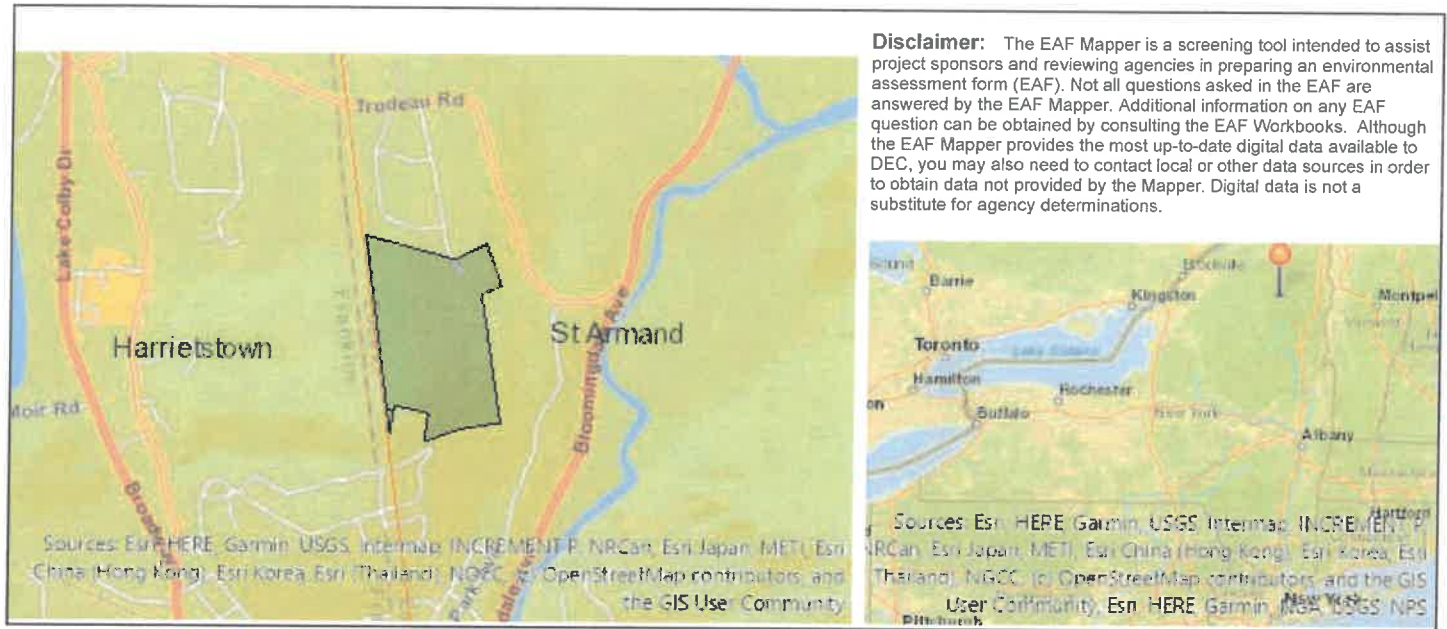 Disclaimer: The EAF Mapper is a screening tool intended to assist
project sponsors and reviewing agencies in preparing an environmental
assessment form (EAF). Not all questions asked in the EAF are
answered by the EAF Mapper. Additional information on any EAF
question can be obtained by consulting the EAF Workbooks. Although
the EAF Mapper provides the most up-to-date digital data available to
DEC, you may also need to contact local or other data sources in order
to obtain data not provided by the Mapper. Digital data is not a
substitute for agency determinations.
Trudeau Rd
Lake Colby Dr
Harrietstown
St Armand
Moir Rd
Bloomingdale Ave
Park
Sources: Esri, HERE, Garmin, USGS, Intermap, INCREMENT P, NRCan, Esri Japan, METI, Esri
China (Hong Kong), Esri Korea, Esri (Thailand), NGCC, (c) OpenStreetMap contributors, and
the GIS User Community
Barrie
Kingston
Brockville
Montpel
Toronto
Hamilton
Rochester
Buffalo
New York
Albany
Hartford
Sources: Esri, HERE, Garmin, USGS, Intermap, INCREMENT P,
NRCan, Esri Japan, METI, Esri China (Hong Kong), Esri Korea, Esri
(Thailand), NGCC, (c) OpenStreetMap contributors, and the GIS
User Community, Esri, HERE, Garmin, NGA, USGS, NPS
New York
Pittsburgh